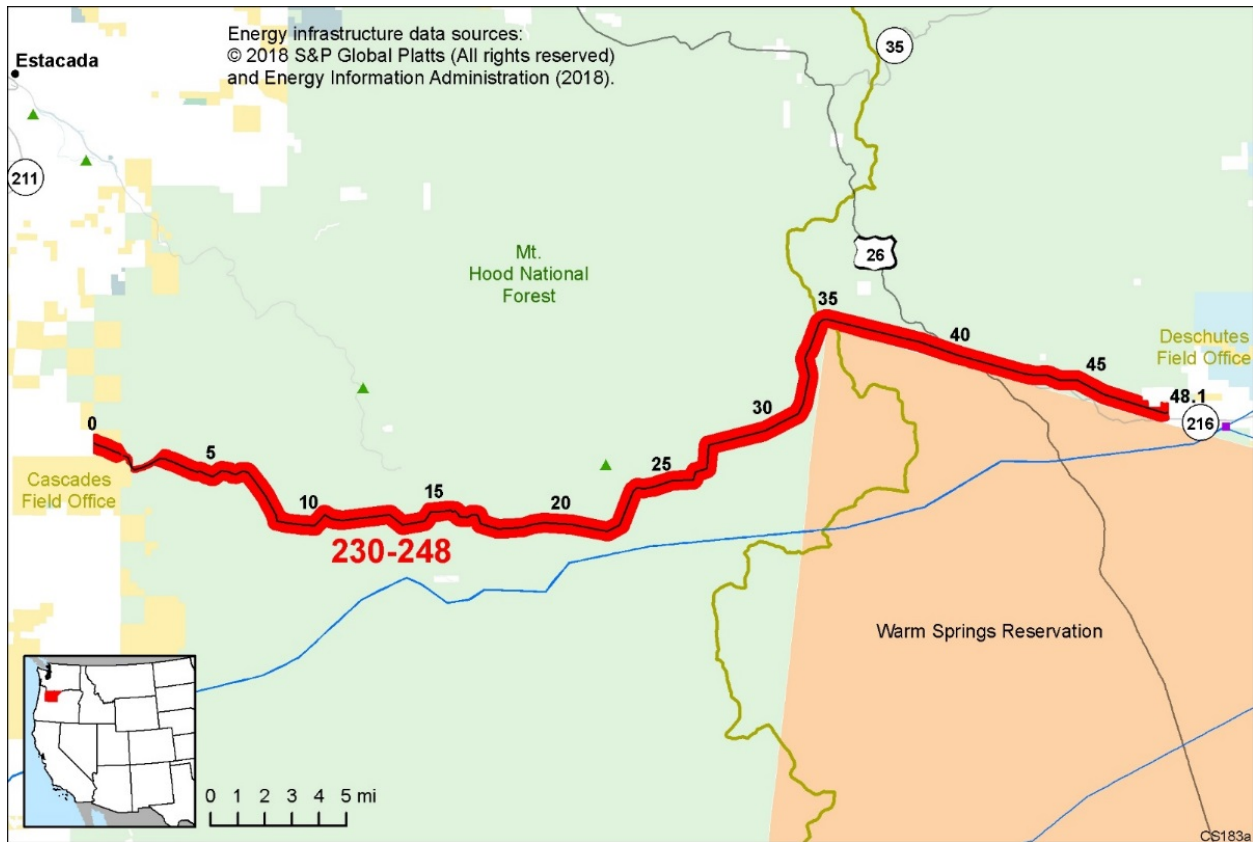 Energy infrastructure data sources:
© 2018 S&P Global Platts (All rights reserved)
and Energy Information Administration (2018).
Estacada
35
211
Mt.
Hood National
Forest
26
35
40
Deschutes
Field Office
45
48.1
216
0
5
Cascades
Field Office
10
15
20
25
30
230-248
Warm Springs Reservation
0 1 2 3 4 5 mi
CS183a